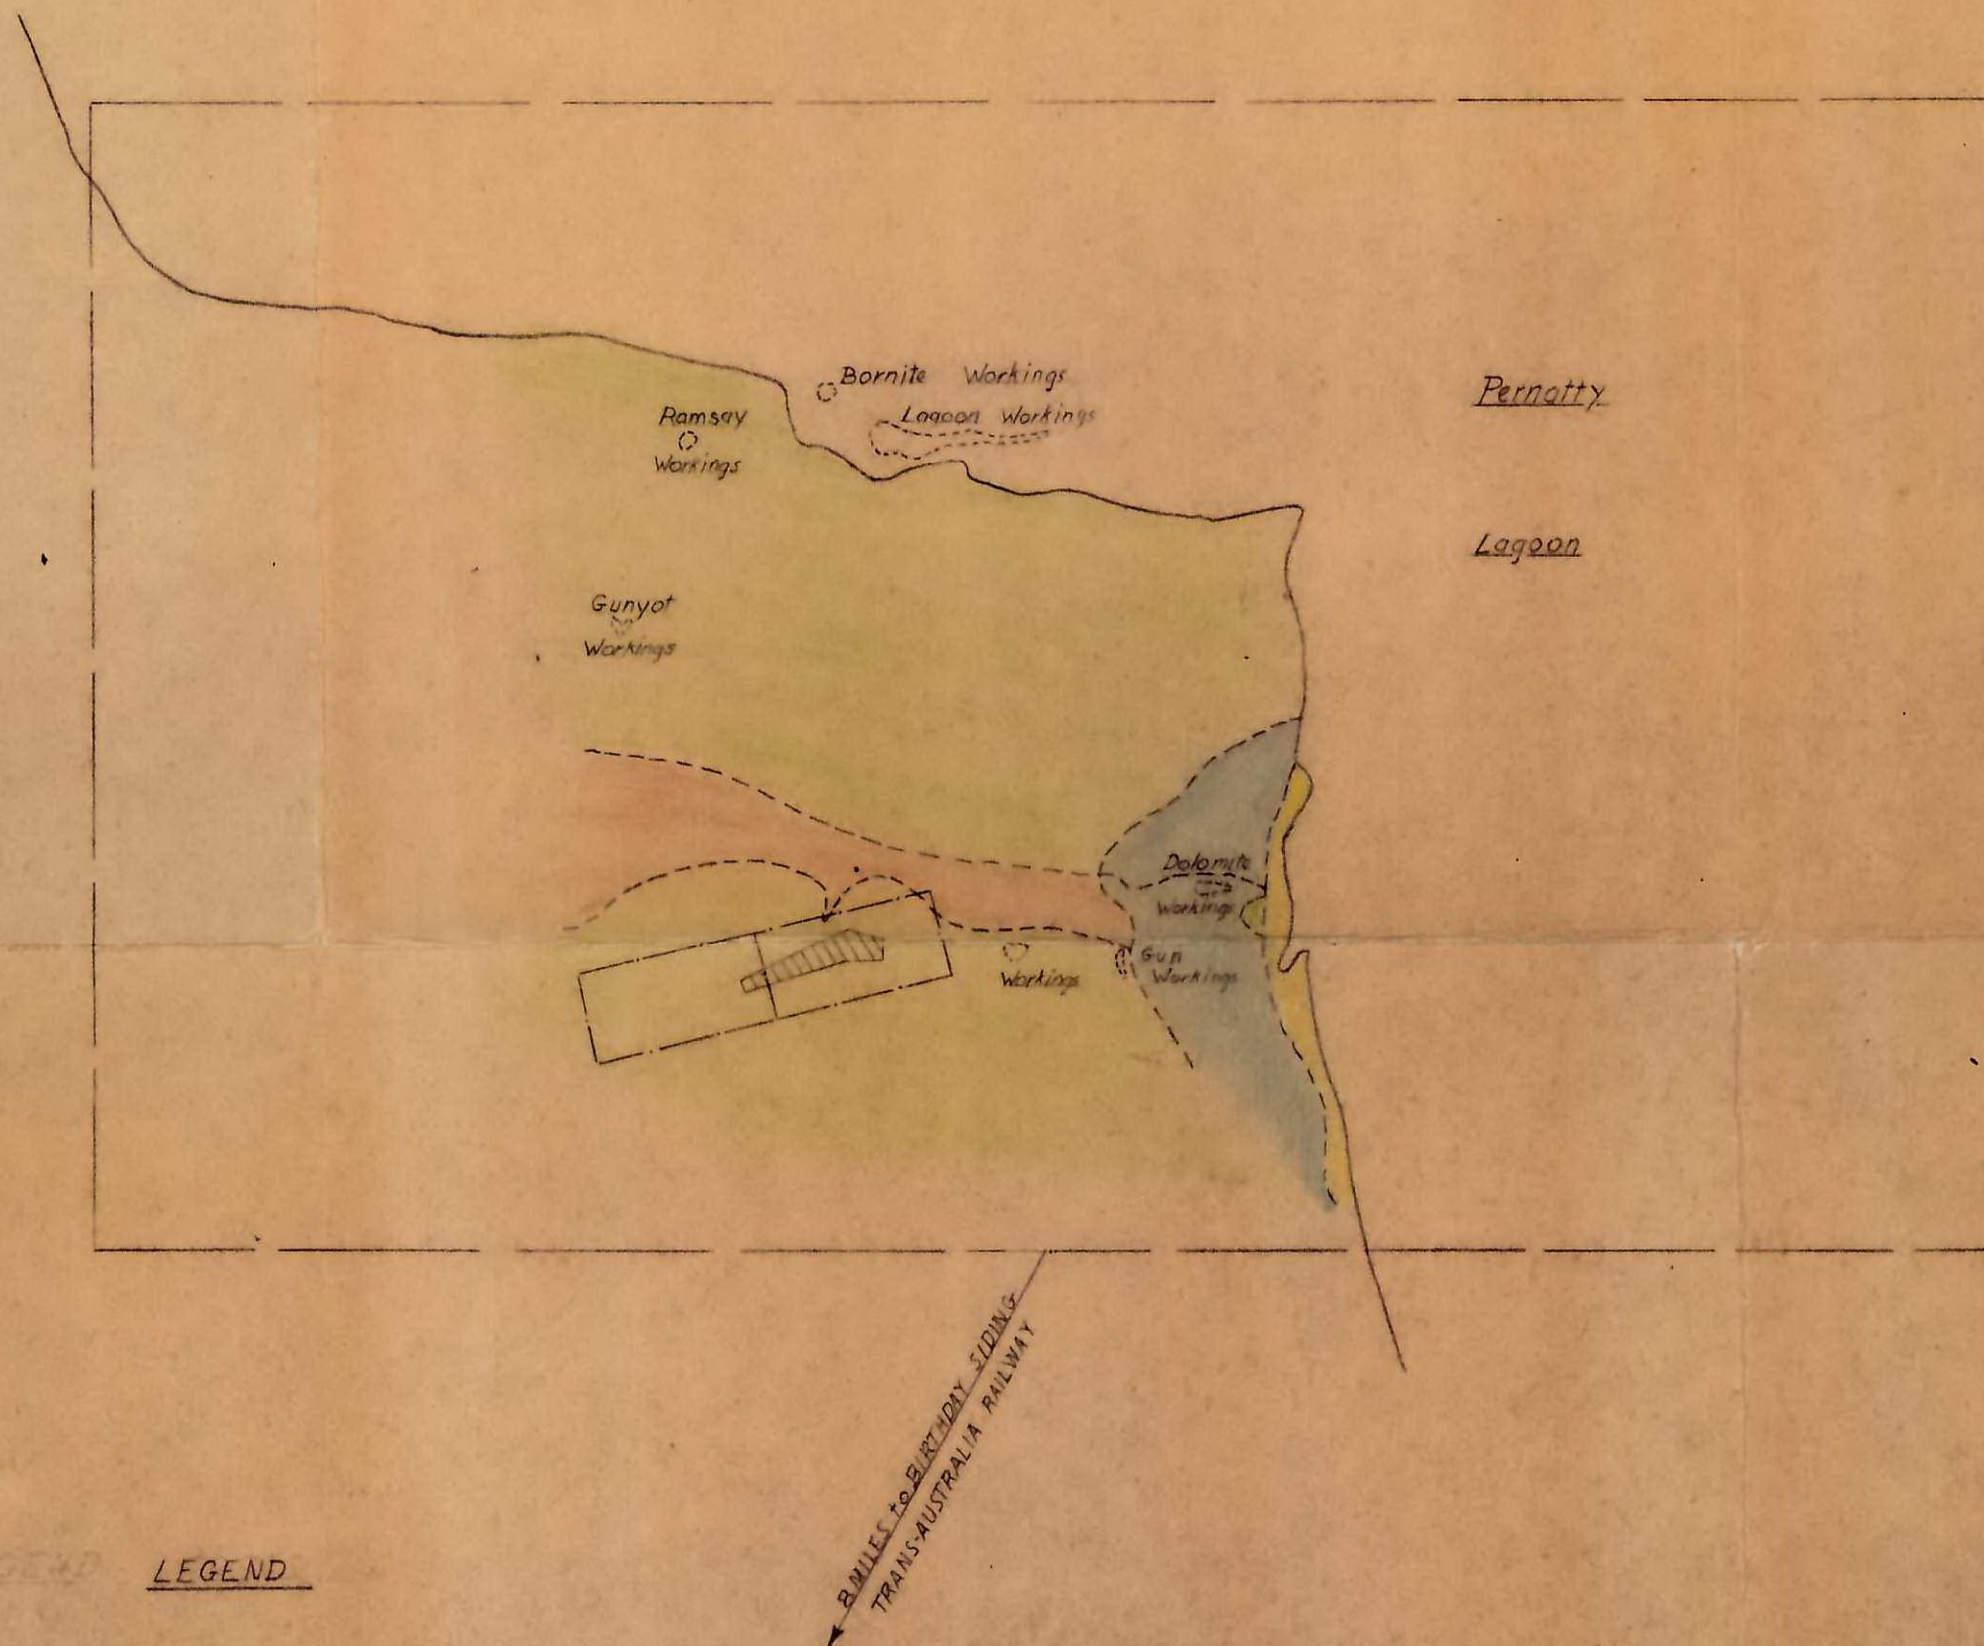 Bornite Workings
Lagoon Workings
Ramsay
Workings
Pernatty
Lagoon
Gunyot
Workings
Dolomite
Workings
Gun
Workings
Workings
8 MILES to BIRTHDAY SIDING
TRANS-AUSTRALIA RAILWAY
LEGEND